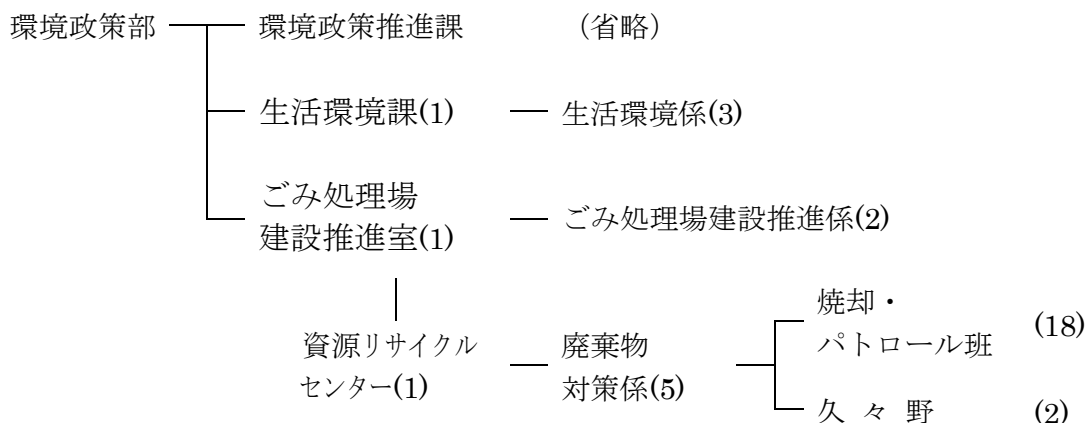 環境政策部 環境政策推進課 （省略）
生活環境課(1) 生活環境係(3)
ごみ処理場
建設推進室(1)
ごみ処理場建設推進係(2)
資源リサイクル
センター(1)
廃棄物
対策係(5)
焼却・
パトロール班 (18)
久 々 野 (2)